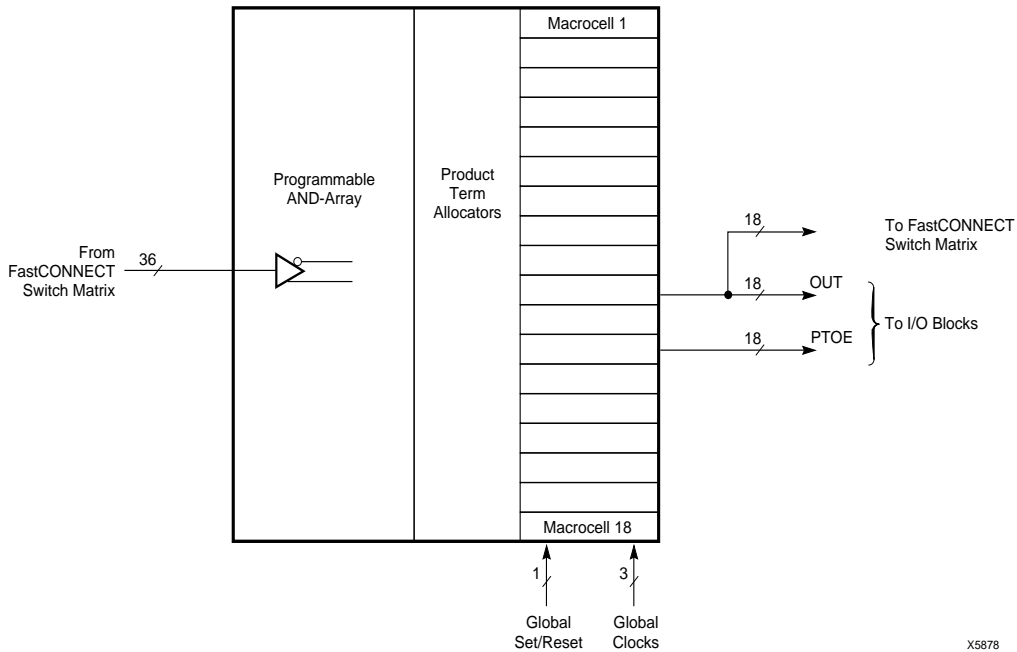 Macrocell 1
Programmable
AND-Array
Product
Term
Allocators
18
To FastCONNECT
Switch Matrix
From
FastCONNECT
Switch Matrix
36
18
OUT
To I/O Blocks
18
PTOE
Macrocell 18
1
3
Global
Set/Reset
Global
Clocks
X5878